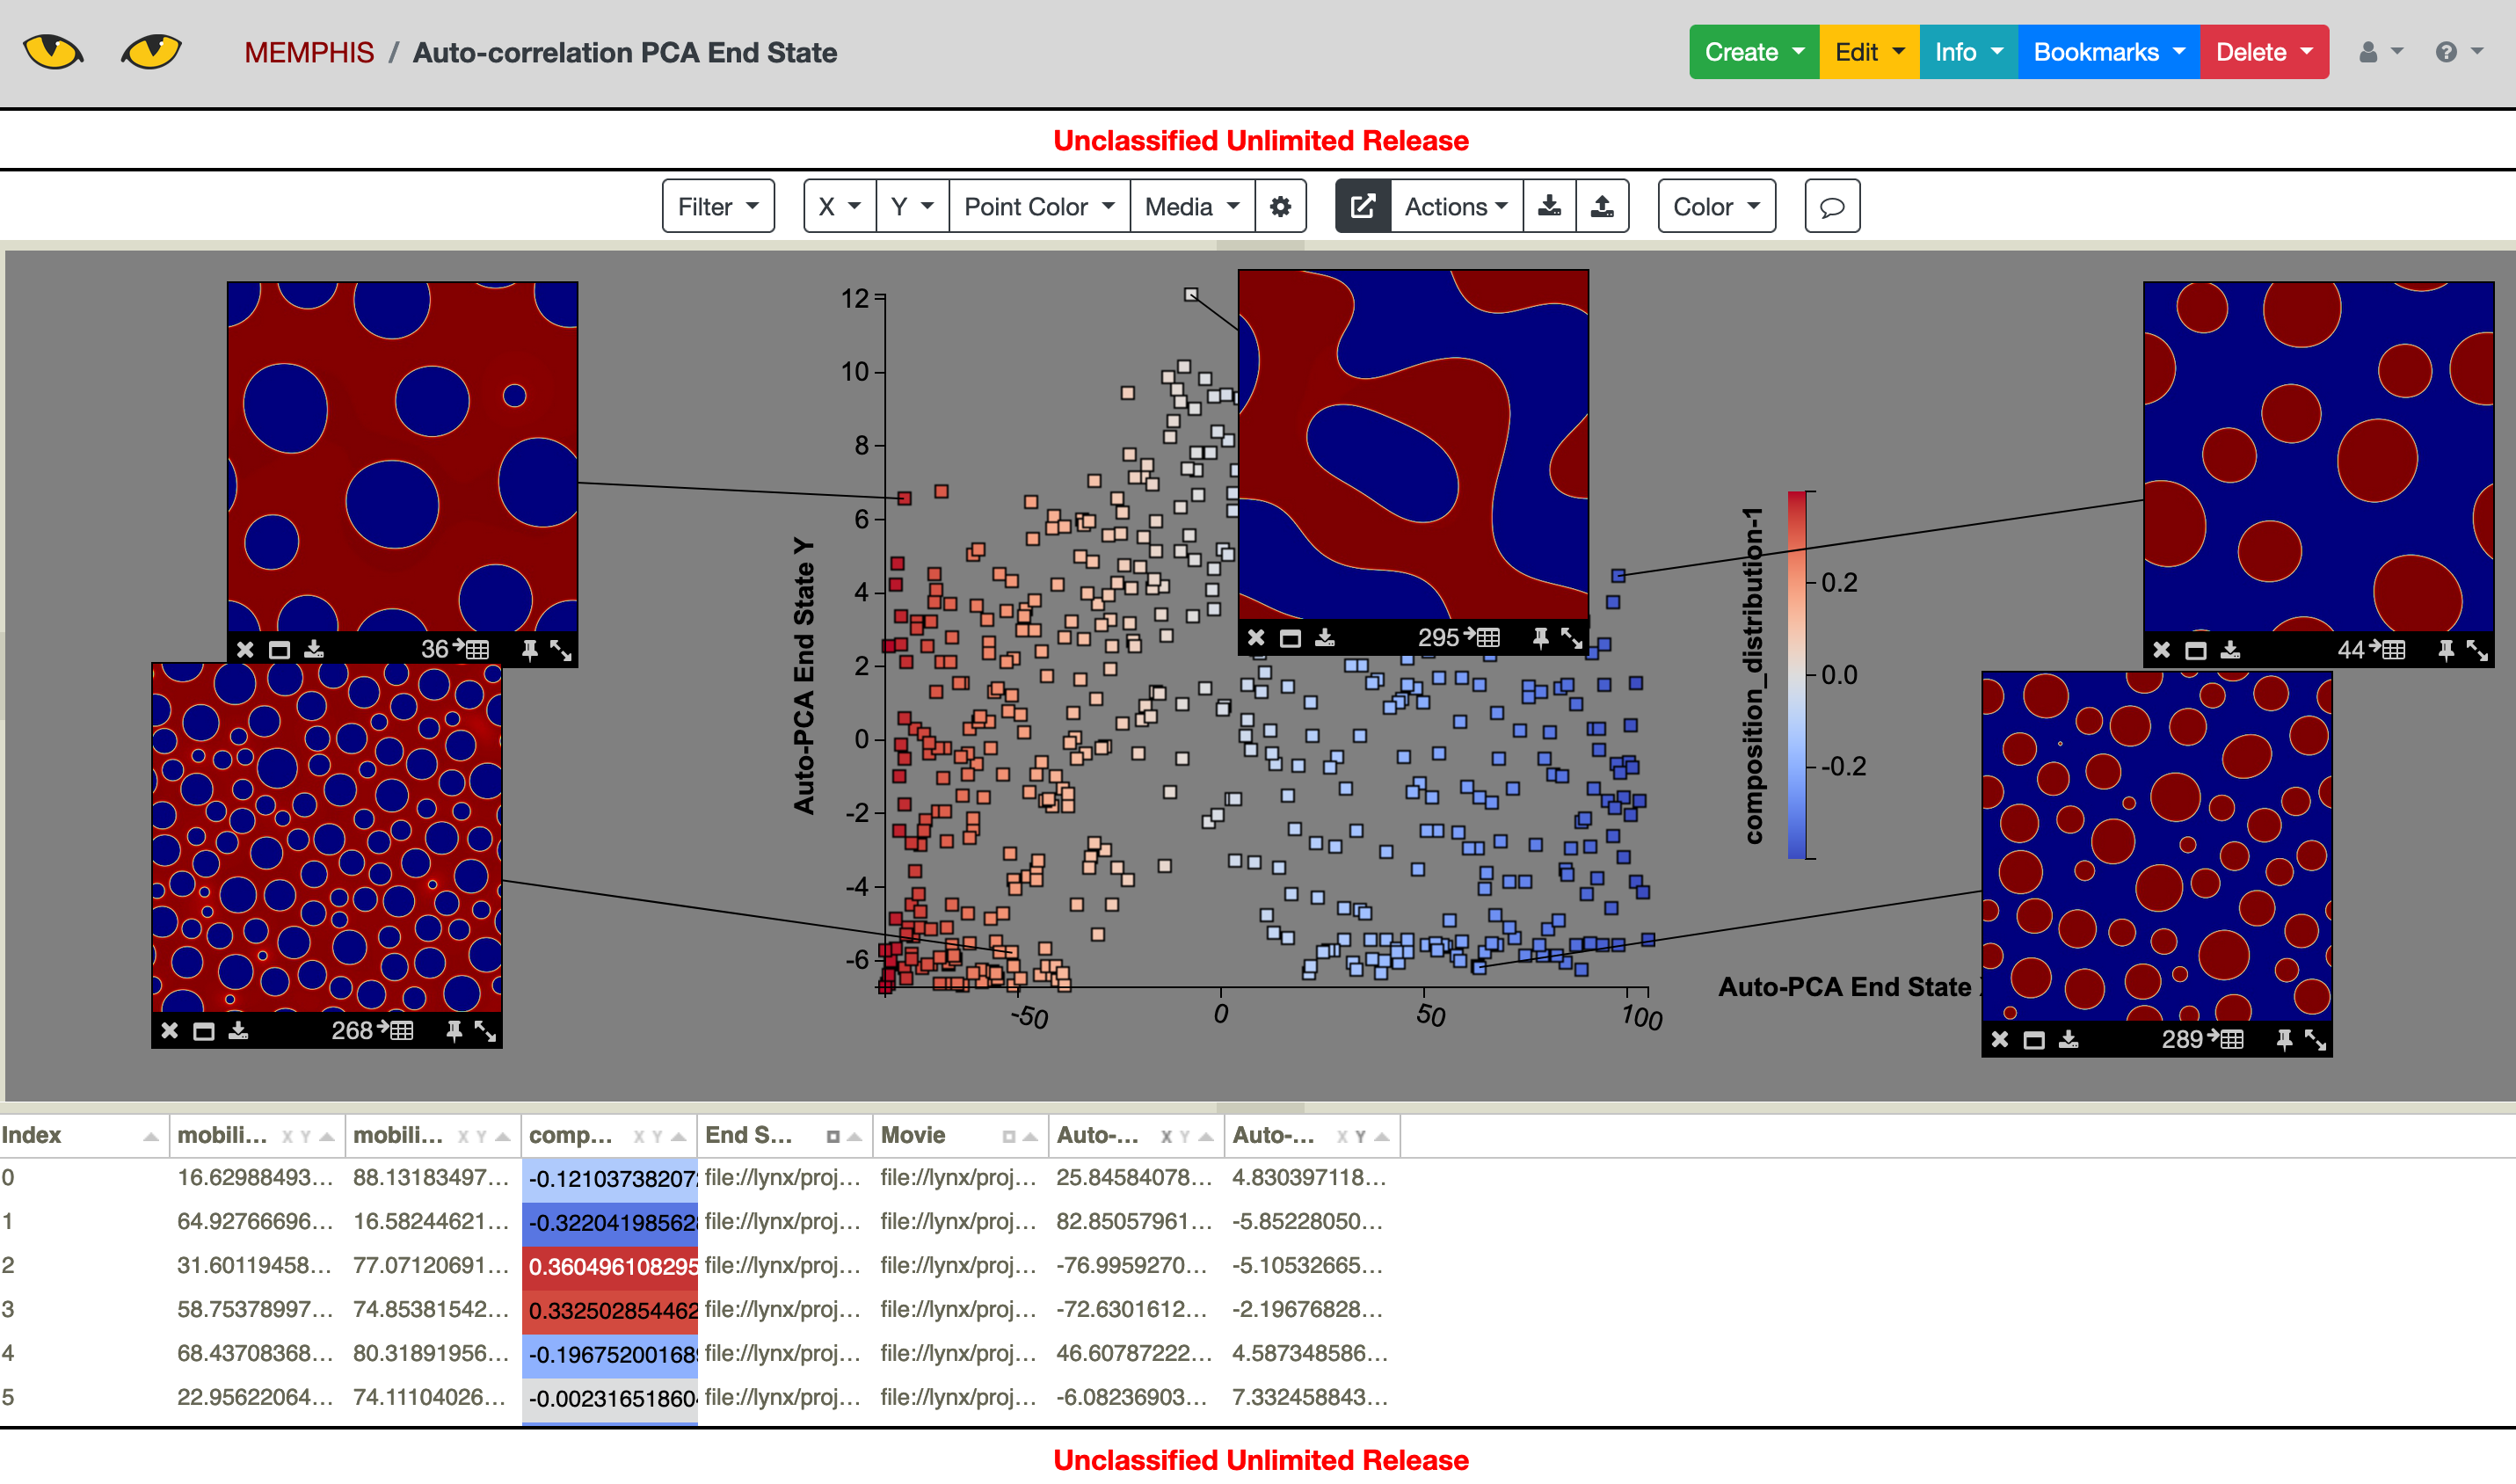 MEMPHIS / Auto-correlation PCA End State
Create Edit Info Bookmarks Delete
Unclassified Unlimited Release
Filter X Y Point Color Media Actions Color
12
10
8
6
4
2
0
-2
-4
-6
Auto-PCA End State Y
-50 0 50 100
Auto-PCA End State
composition_distribution-1
0.2
0.0
-0.2
36
295
44
268
289
Index mobili... X Y mobili... X Y comp... X Y End S... Movie Auto-... X Y Auto-... X Y
0 16.62988493... 88.13183497... -0.12103738207 file://lynx/proj... file://lynx/proj... 25.84584078... 4.830397118...
1 64.92766696... 16.58244621... -0.32204198562 file://lynx/proj... file://lynx/proj... 82.85057961... -5.85228050...
2 31.60119458... 77.07120691... 0.360496108295 file://lynx/proj... file://lynx/proj... -76.9959270... -5.10532665...
3 58.75378997... 74.85381542... 0.332502854462 file://lynx/proj... file://lynx/proj... -72.6301612... -2.19676828...
4 68.43708368... 80.31891956... -0.19675200168 file://lynx/proj... file://lynx/proj... 46.60787222... 4.587348586...
5 22.95622064... 74.11104026... -0.00231651860 file://lynx/proj... file://lynx/proj... -6.08236903... 7.332458843...
Unclassified Unlimited Release